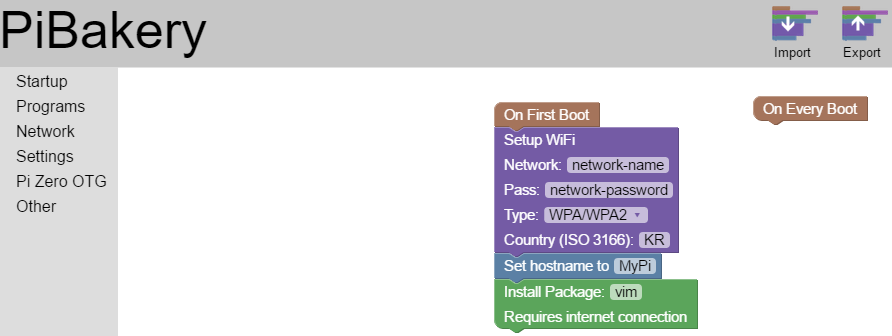 PiBakery
Import
Export
Startup
Programs
Network
Settings
Pi Zero OTG
Other
On First Boot
Setup WiFi
Network: network-name
Pass: network-password
Type: WPA/WPA2
Country (ISO 3166): KR
Set hostname to MyPi
Install Package: vim
Requires internet connection
On Every Boot